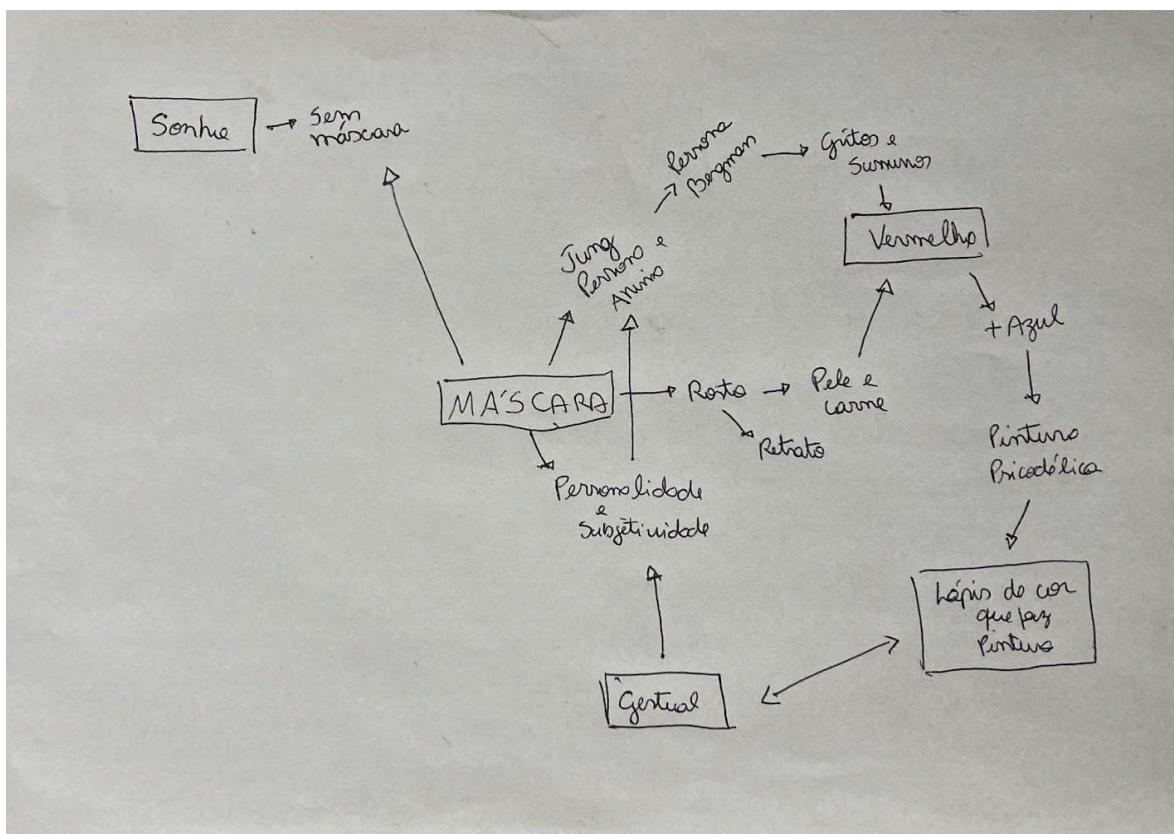 Sonho
Sem
máscara
Persona
Bergman
Gritos e
Sussurros
Vermelho
Jung
Persona e
Anima
+ Azul
MÁSCARA
Rosto
Pele e
carne
Retrato
Pintura
Psicodélica
Personalidade
e
Subjetividade
Lápis de cor
que faz
Pintura
Gestual